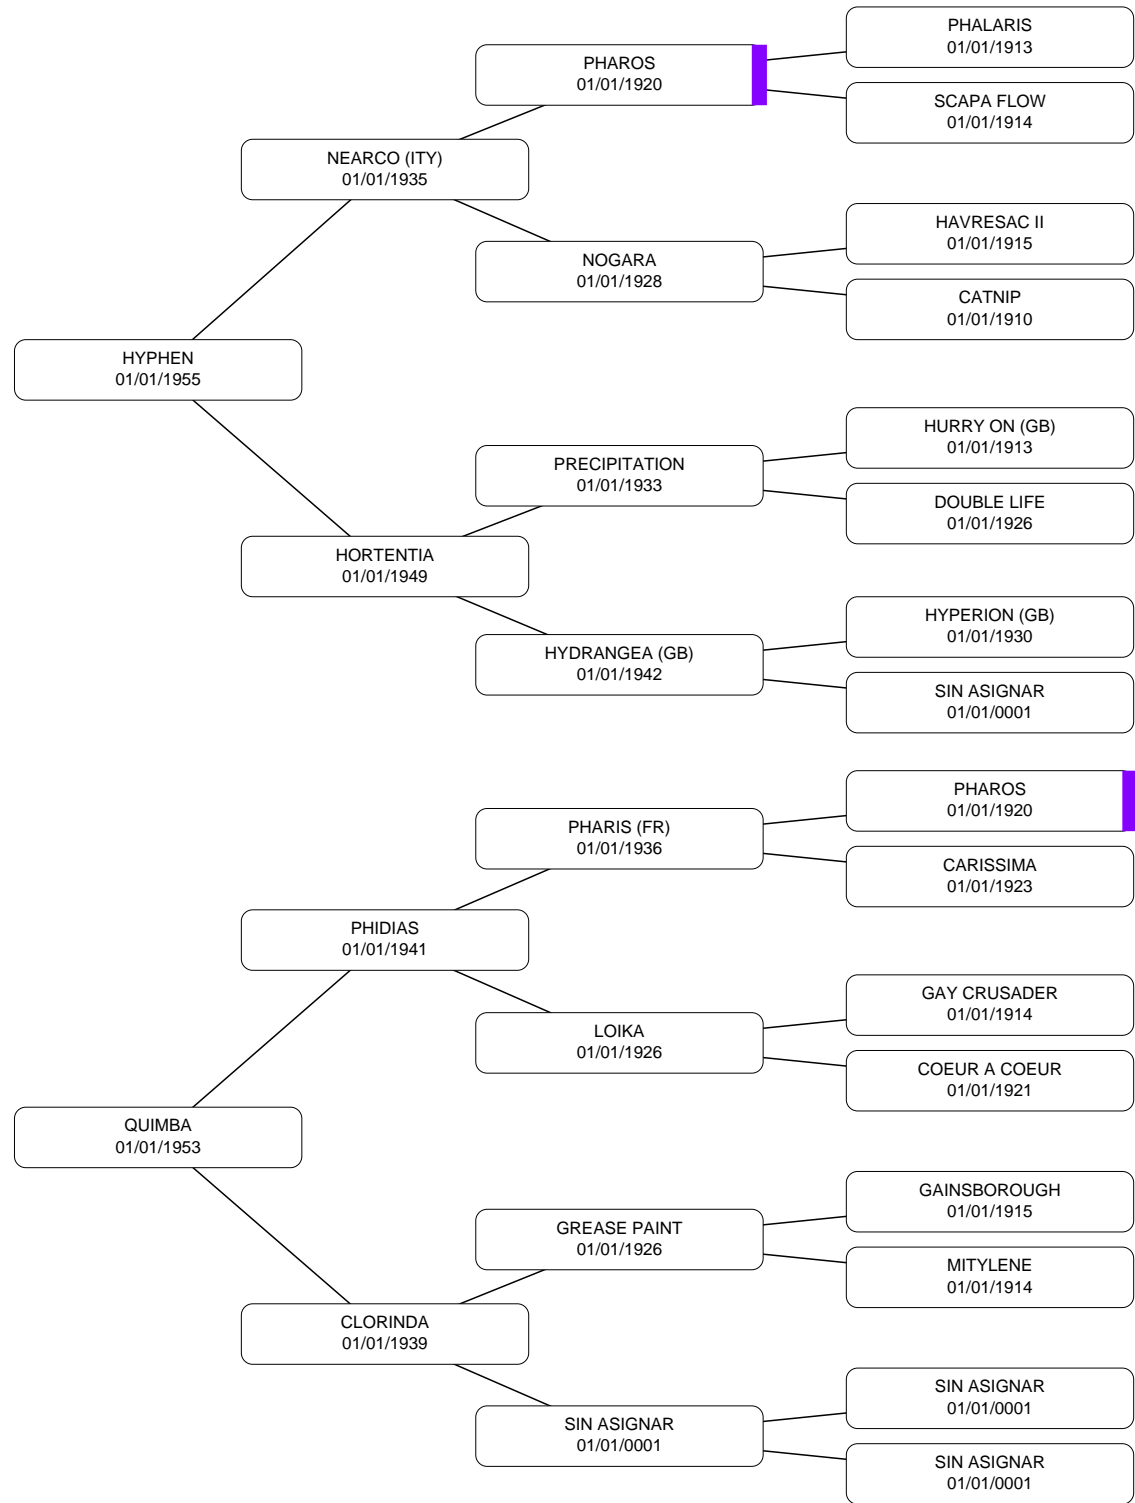 PHALARIS
01/01/1913
PHAROS
01/01/1920
SCAPA FLOW
01/01/1914
NEARCO (ITY)
01/01/1935
HAVRESAC II
01/01/1915
NOGARA
01/01/1928
CATNIP
01/01/1910
HYPHEN
01/01/1955
HURRY ON (GB)
01/01/1913
PRECIPITATION
01/01/1933
DOUBLE LIFE
01/01/1926
HORTENTIA
01/01/1949
HYPERION (GB)
01/01/1930
HYDRANGEA (GB)
01/01/1942
SIN ASIGNAR
01/01/0001
PHAROS
01/01/1920
PHARIS (FR)
01/01/1936
CARISSIMA
01/01/1923
PHIDIAS
01/01/1941
GAY CRUSADER
01/01/1914
LOIKA
01/01/1926
COEUR A COEUR
01/01/1921
QUIMBA
01/01/1953
GAINSBOROUGH
01/01/1915
GREASE PAINT
01/01/1926
MITYLENE
01/01/1914
CLORINDA
01/01/1939
SIN ASIGNAR
01/01/0001
SIN ASIGNAR
01/01/0001
SIN ASIGNAR
01/01/0001